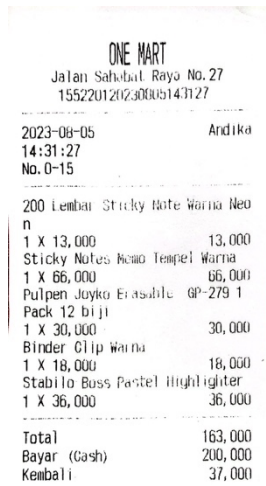 ONE MART
Jalan Sahabat Raya No.27
155220120230805143127
2023-08-05 Andika
14:31:27
No.0-15
200 Lembar Sticky Note Warna Neo
n
1 X 13,000 13,000
Sticky Notes Memo Tempel Warna
1 X 66,000 66,000
Pulpen Joyko Erasable GP-279 1
Pack 12 biji
1 X 30,000 30,000
Binder Clip Warna
1 X 18,000 18,000
Stabilo Boss Pastel Highlighter
1 X 36,000 36,000
Total 163,000
Bayar (Cash) 200,000
Kembali 37,000